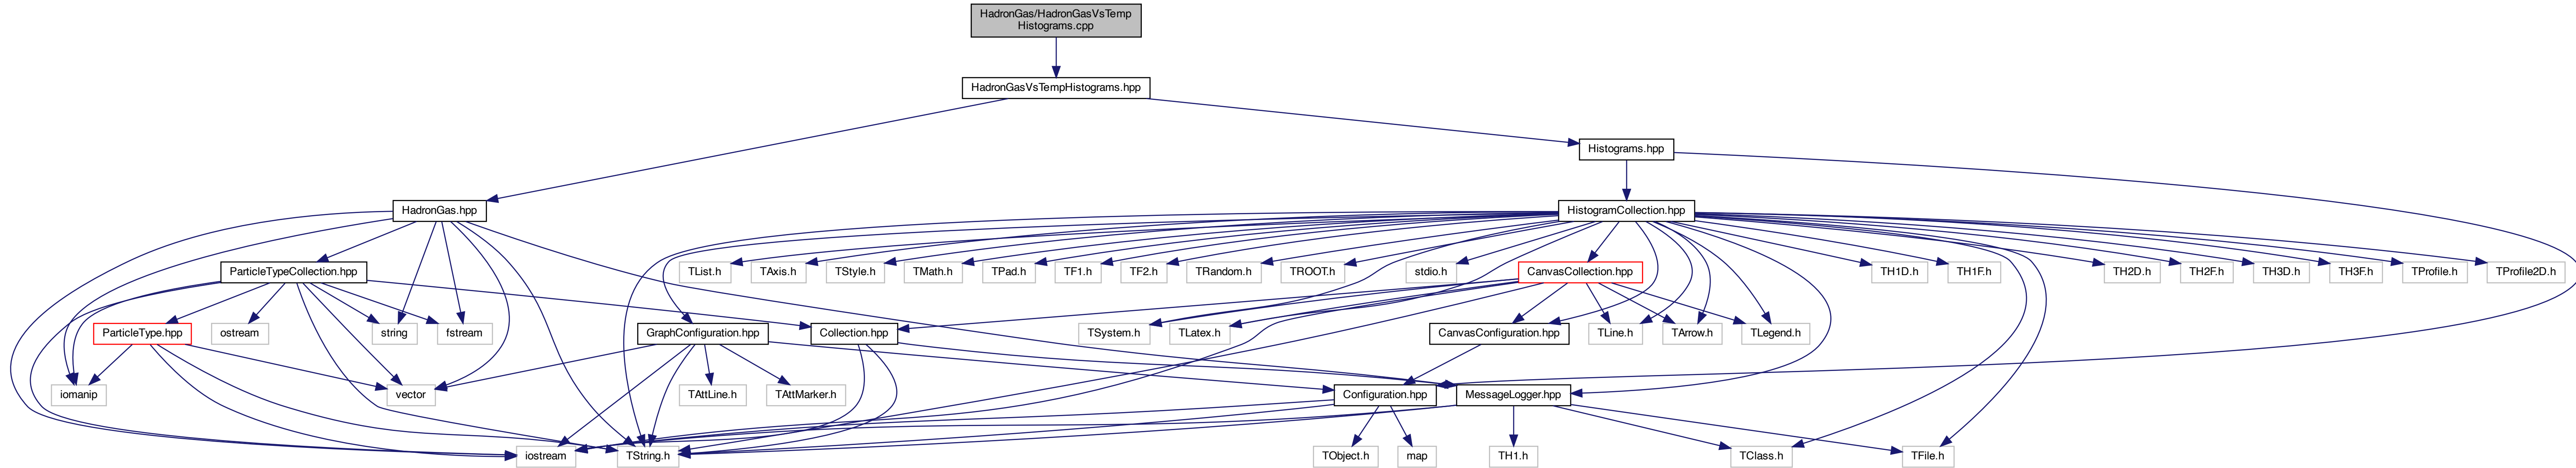 HadronGas/HadronGasVsTemp
Histograms.cpp
HadronGasVsTempHistograms.hpp
Histograms.hpp
HadronGas.hpp
HistogramCollection.hpp
ParticleTypeCollection.hpp
TList.h
TAxis.h
TStyle.h
TMath.h
TPad.h
TF1.h
TF2.h
TRandom.h
TROOT.h
stdio.h
CanvasCollection.hpp
TH1D.h
TH1F.h
TH2D.h
TH2F.h
TH3D.h
TH3F.h
TProfile.h
TProfile2D.h
ParticleType.hpp
ostream
string
fstream
GraphConfiguration.hpp
Collection.hpp
TSystem.h
TLatex.h
CanvasConfiguration.hpp
TLine.h
TArrow.h
TLegend.h
iomanip
vector
TAttLine.h
TAttMarker.h
Configuration.hpp
MessageLogger.hpp
iostream
TString.h
TObject.h
map
TH1.h
TClass.h
TFile.h